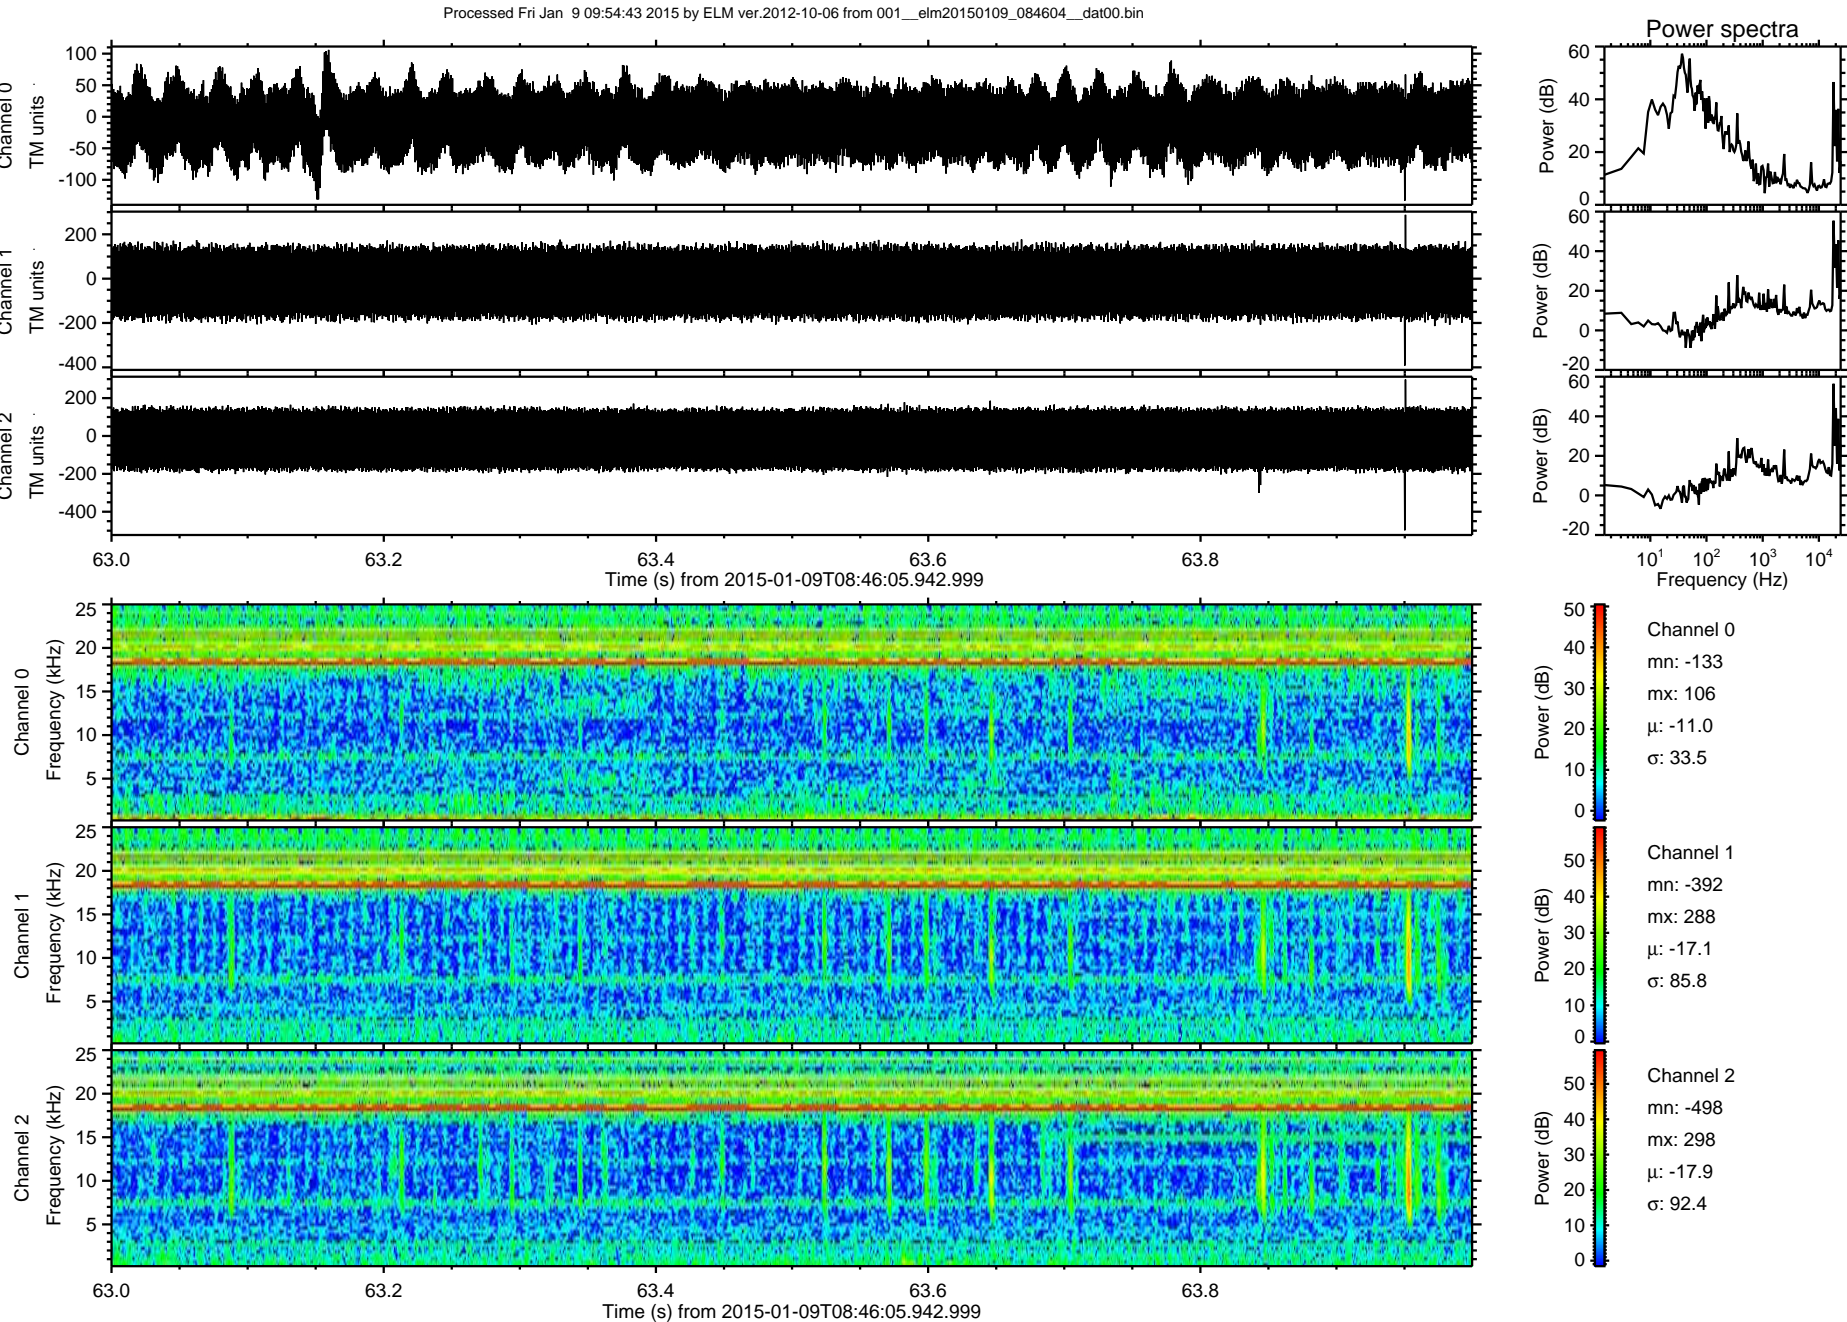 Processed Fri Jan  9 09:54:43 2015 by ELM ver.2012-10-06 from 001__elm20150109_084604__dat00.bin
Power spectra
Channel 0
TM units
100
50
0
-50
-100
Power (dB)
60
40
20
0
Channel 1
TM units
200
0
-200
-400
Power (dB)
60
40
20
0
-20
Channel 2
TM units
200
0
-200
-400
Power (dB)
60
40
20
0
-20
63.0 63.2 63.4 63.6 63.8
Time (s) from 2015-01-09T08:46:05.942.999
10^1 10^2 10^3 10^4
Frequency (Hz)
Channel 0
Frequency (kHz)
25
20
15
10
5
Power (dB)
50
40
30
20
10
0
Channel 0
mn: -133
mx: 106
µ: -11.0
σ: 33.5
Channel 1
Frequency (kHz)
25
20
15
10
5
Power (dB)
50
40
30
20
10
0
Channel 1
mn: -392
mx: 288
µ: -17.1
σ: 85.8
Channel 2
Frequency (kHz)
25
20
15
10
5
Power (dB)
50
40
30
20
10
0
Channel 2
mn: -498
mx: 298
µ: -17.9
σ: 92.4
63.0 63.2 63.4 63.6 63.8
Time (s) from 2015-01-09T08:46:05.942.999